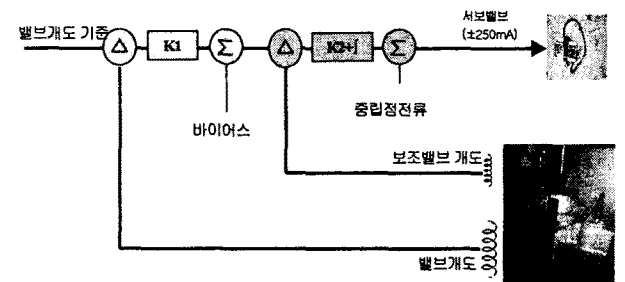 밸브개도 기준
Δ
K1
Σ
Δ
K2+∫
Σ
서보밸브
(±250mA)
바이어스
중립점전류
보조밸브 개도
밸브개도